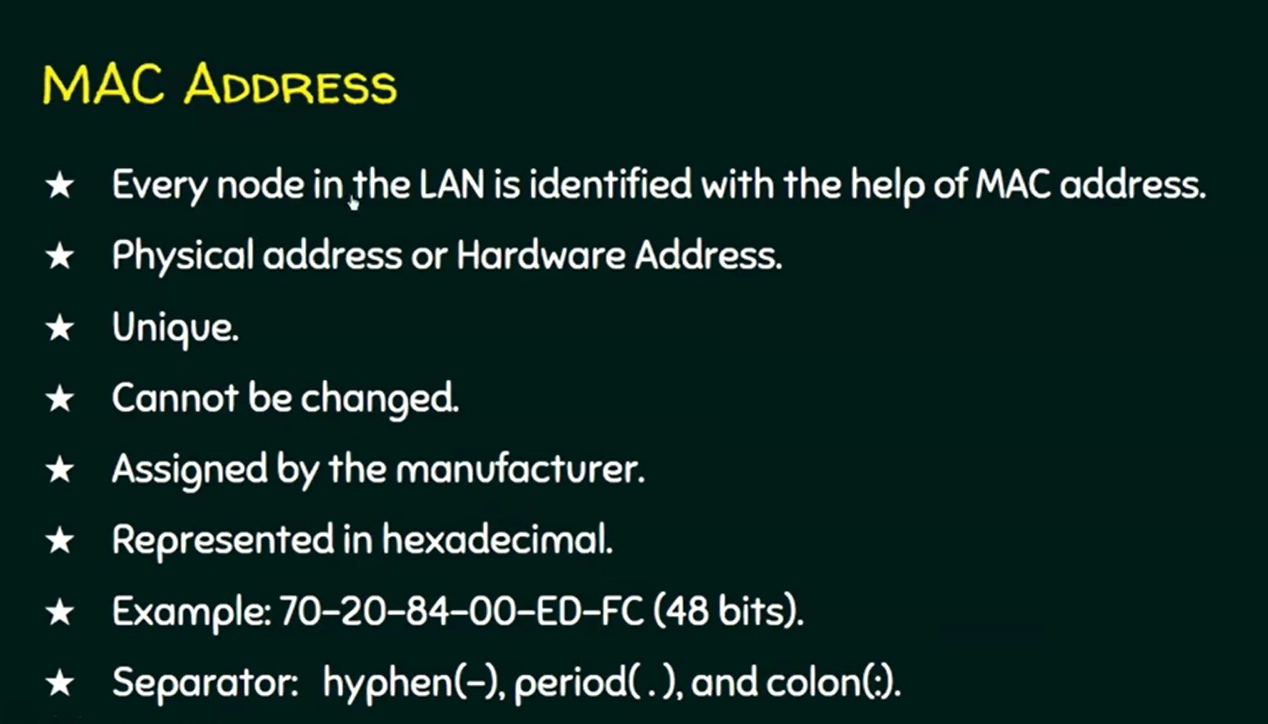 MAC Address
★ Every node in the LAN is identified with the help of MAC address.
★ Physical address or Hardware Address.
★ Unique.
★ Cannot be changed.
★ Assigned by the manufacturer.
★ Represented in hexadecimal.
★ Example: 70-20-84-00-ED-FC (48 bits).
★ Separator: hyphen(-), period( . ), and colon(:).